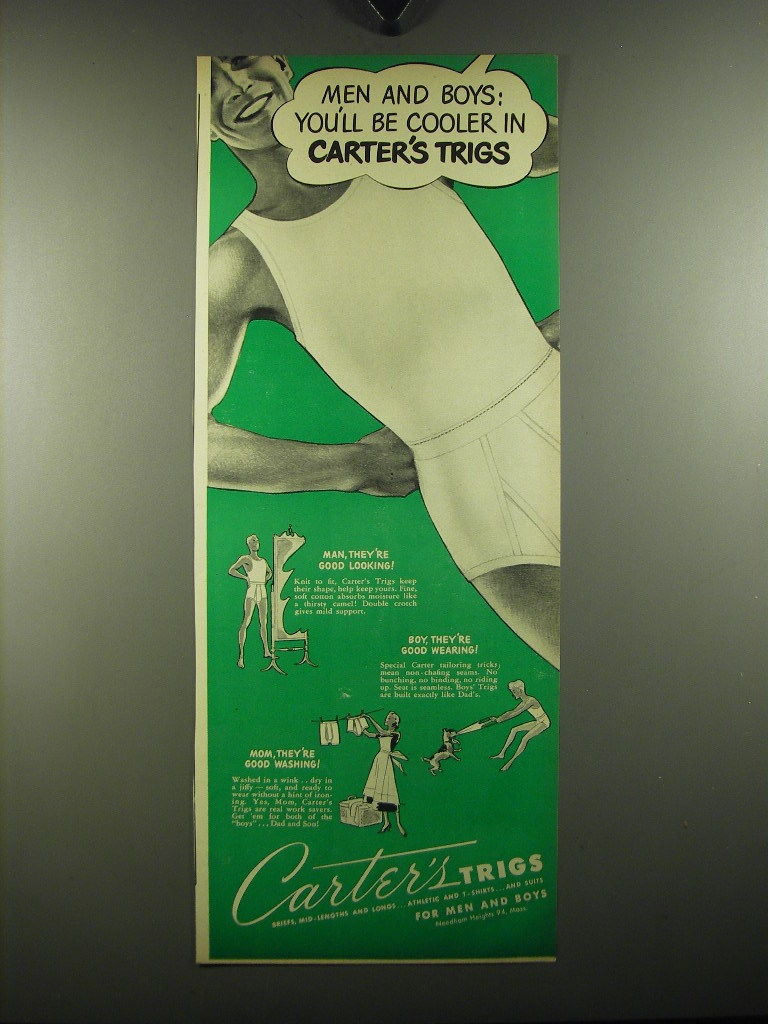 MEN AND BOYS:
YOU'LL BE COOLER IN
CARTER'S TRIGS
MAN, THEY'RE
GOOD LOOKING!
Knit to fit, Carter's Trigs keep
their shape, help keep yours. Fine,
soft cotton absorbs moisture like
a thirsty camel! Double crotch
gives mild support.
BOY, THEY'RE
GOOD WEARING!
Special Carter tailoring tricks
mean non-chafing seams. No
bunching, no binding, no riding
up. Seat is seamless. Boys' Trigs
are built exactly like Dad's.
MOM, THEY'RE
GOOD WASHING!
Washed in a wink . . dry in
a jiffy — soft, and ready to
wear without a hint of iron-
ing. Yes, Mom, Carter's
Trigs are real work savers.
Get 'em for both of the
"boys" . . . Dad and Son!
Carter's TRIGS
BRIEFS, MID-LENGTHS AND LONGS... ATHLETIC AND T-SHIRTS... AND SUITS
FOR MEN AND BOYS
Needham Heights 94, Mass.